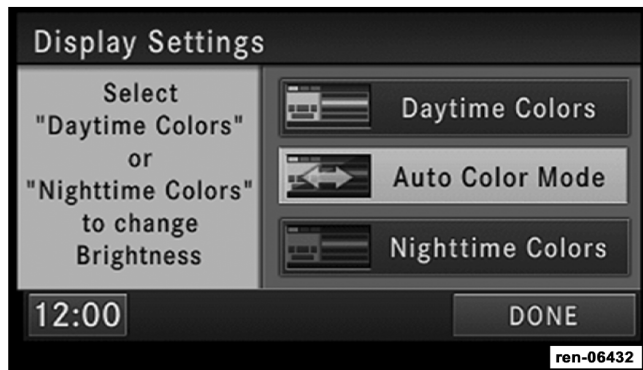 Display Settings
Select
"Daytime Colors"
or
"Nighttime Colors"
to change
Brightness
Daytime Colors
Auto Color Mode
Nighttime Colors
12:00
DONE
ren-06432